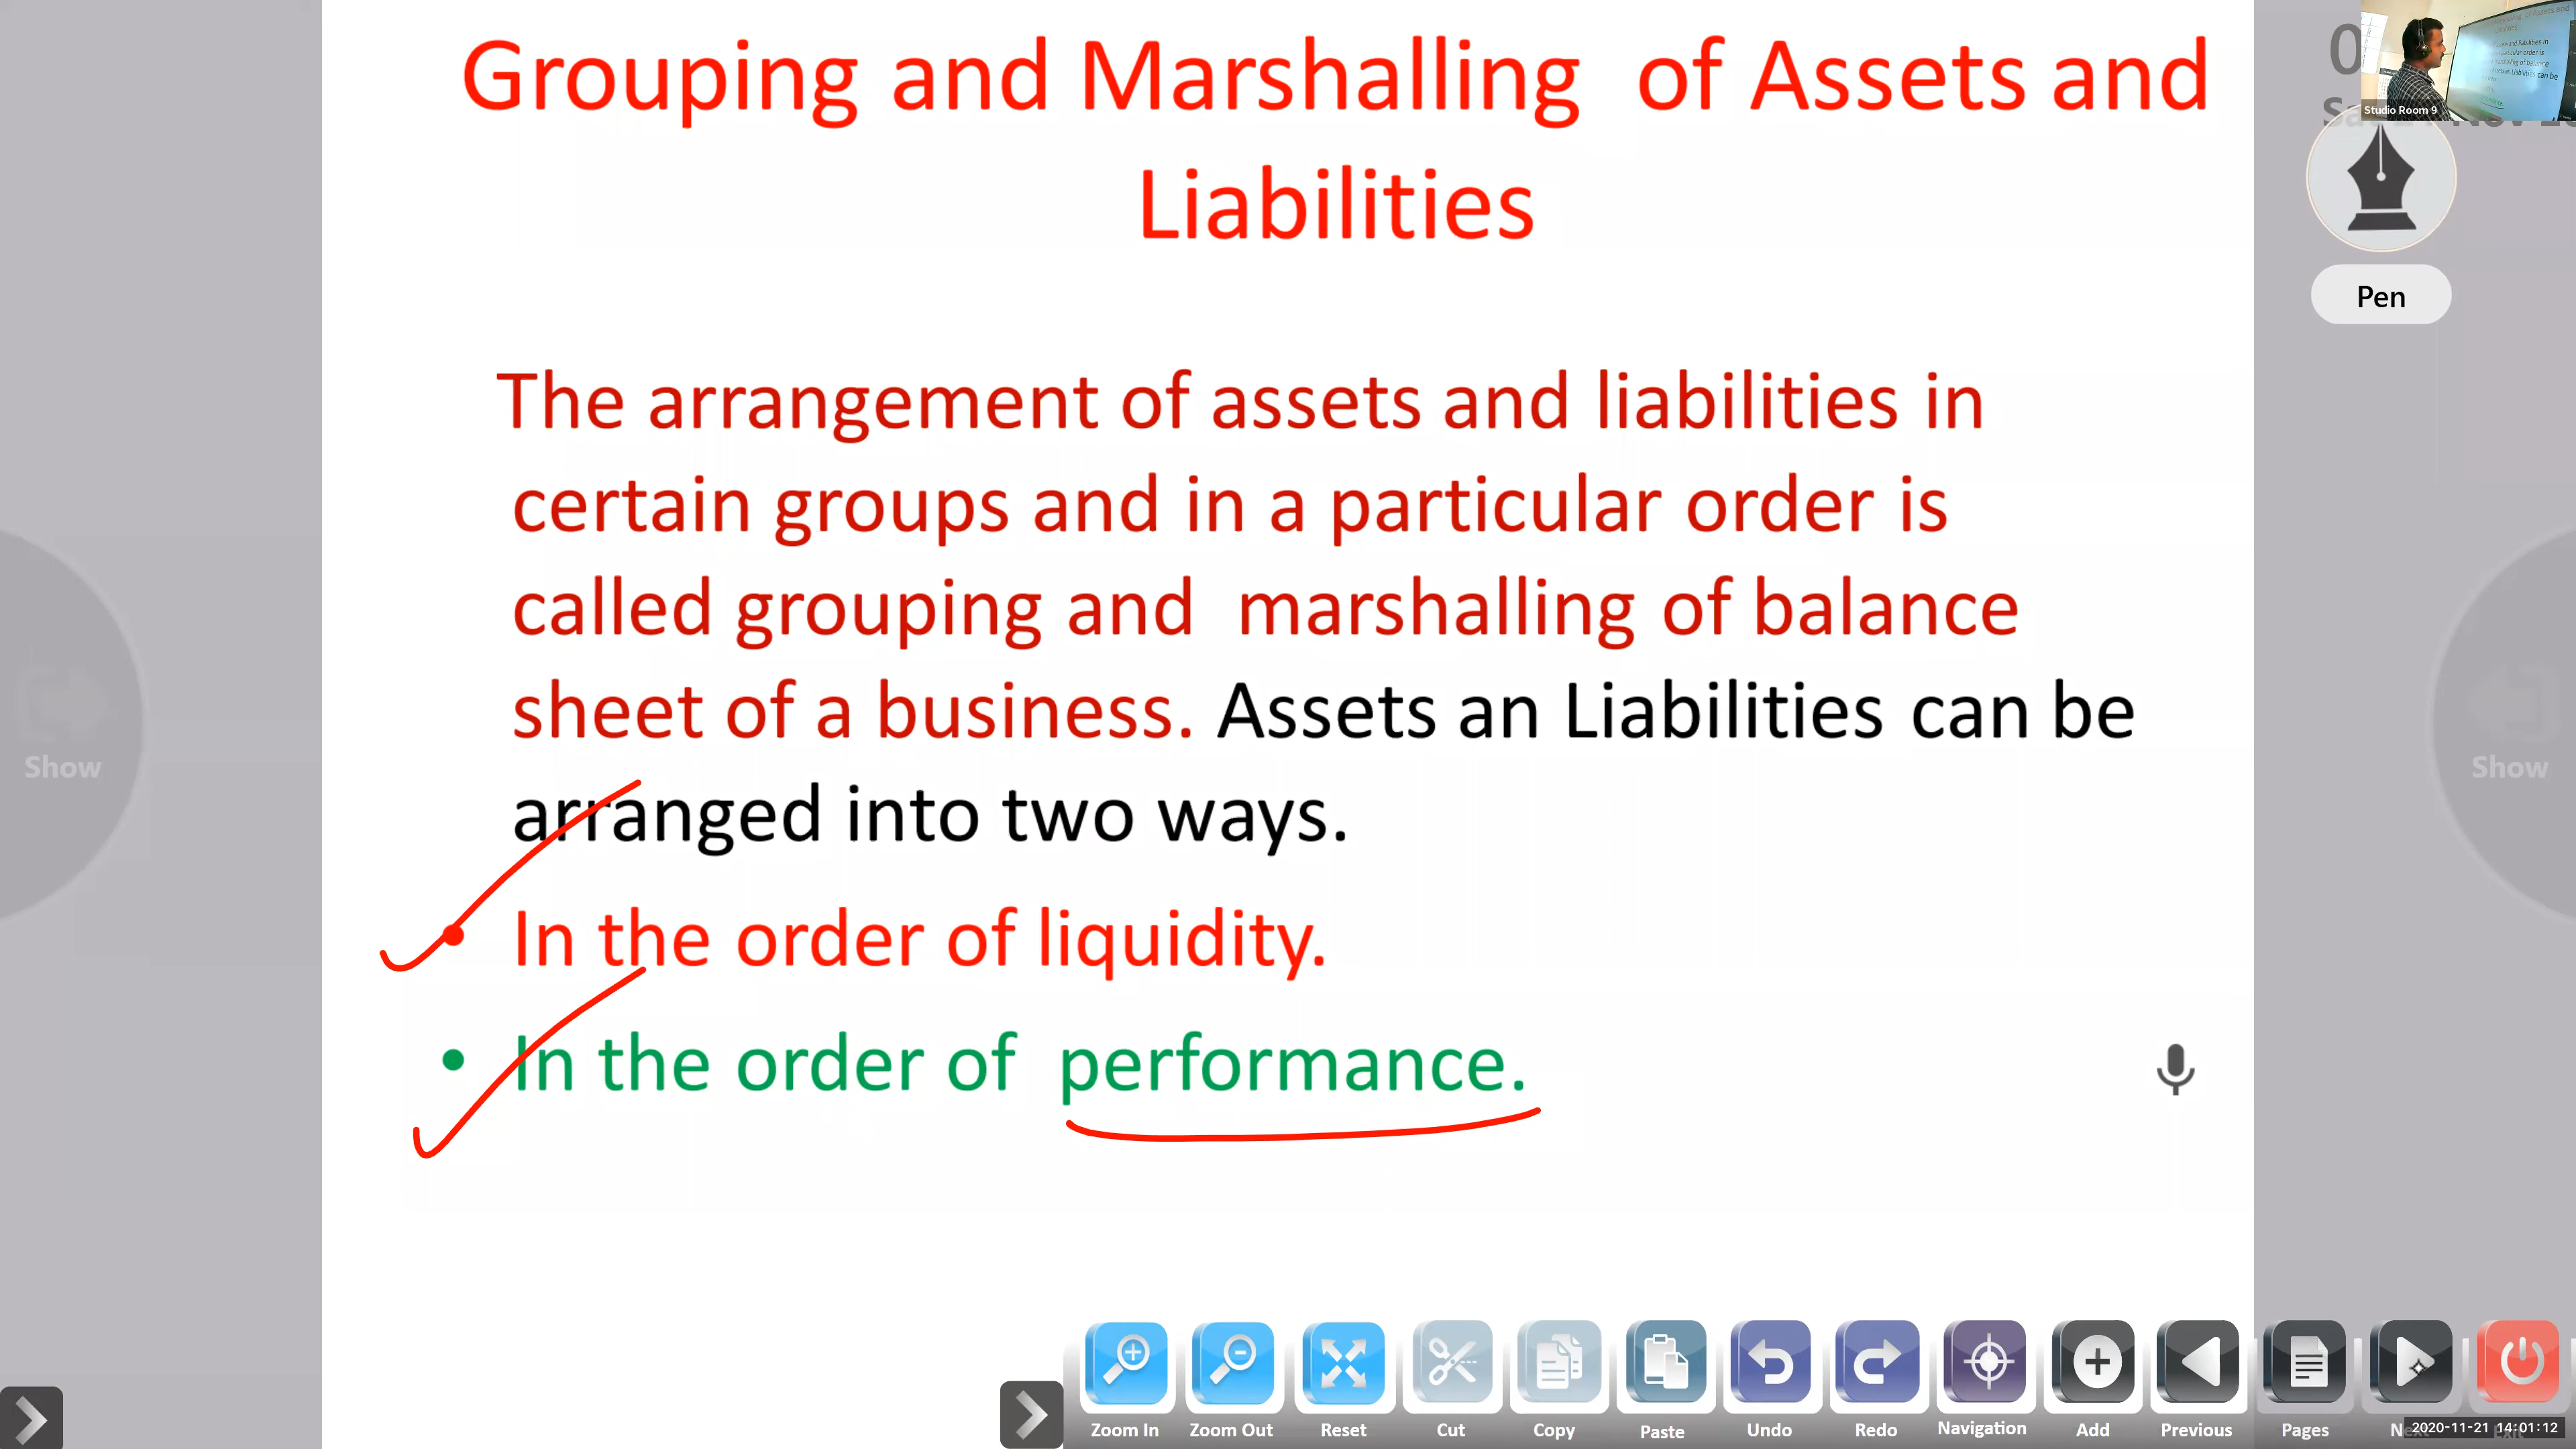 Grouping and Marshalling of Assets and
Liabilities
The arrangement of assets and liabilities in
certain groups and in a particular order is
called grouping and marshalling of balance
sheet of a business. Assets an Liabilities can be
arranged into two ways.
• In the order of liquidity.
• In the order of performance.
Studio Room 9
Pen
Show
Show
Zoom In
Zoom Out
Reset
Cut
Copy
Paste
Undo
Redo
Navigation
Add
Previous
Pages
2020-11-21 14:01:12